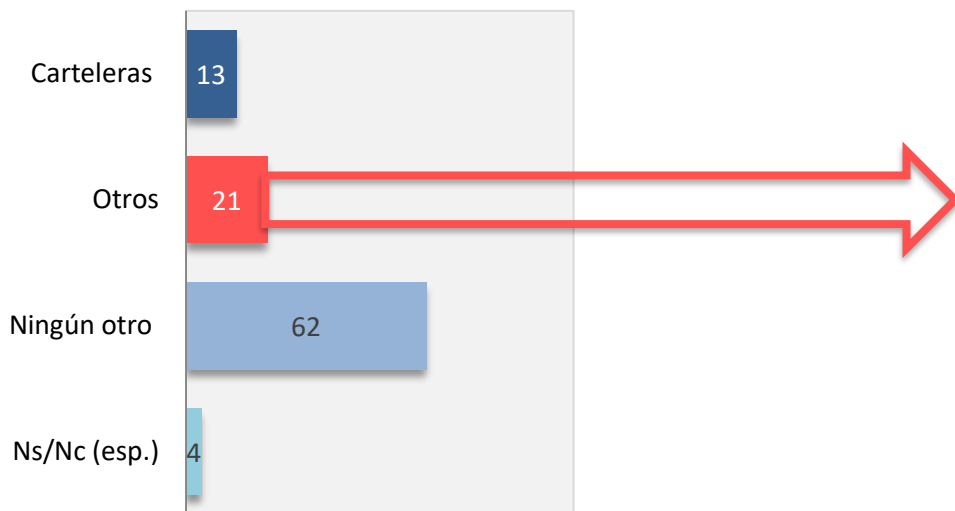 Carteleras 13
Otros 21
Ningún otro 62
Ns/Nc (esp.) 4